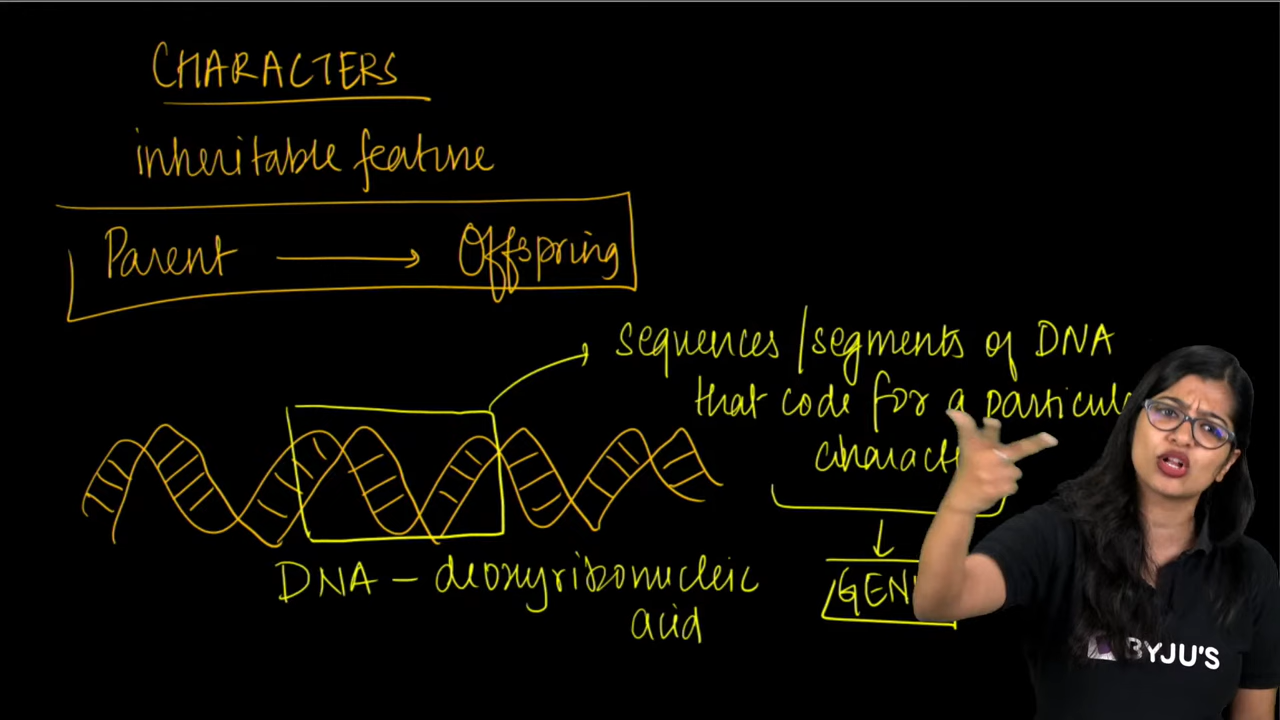 CHARACTERS
inheritable feature
Parent → Offspring
sequences / segments of DNA
that code for a
DNA - deoxyribonucleic
acid
BYJU'S